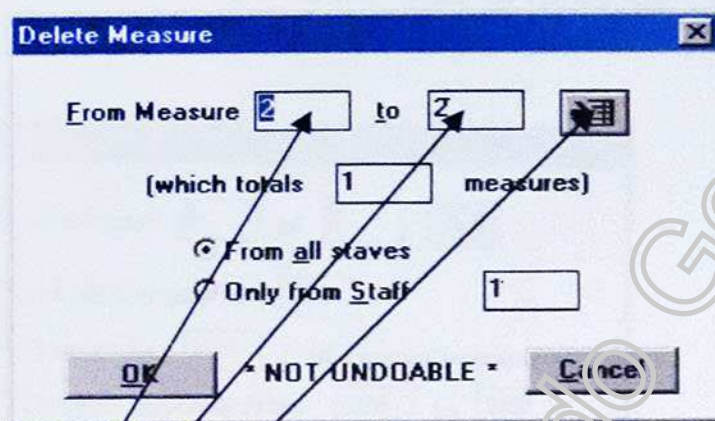 Delete Measure
From Measure 2 to 2
(which totals 1 measures)
From all staves
Only from Staff 1
OK * NOT UNDOABLE * Cancel